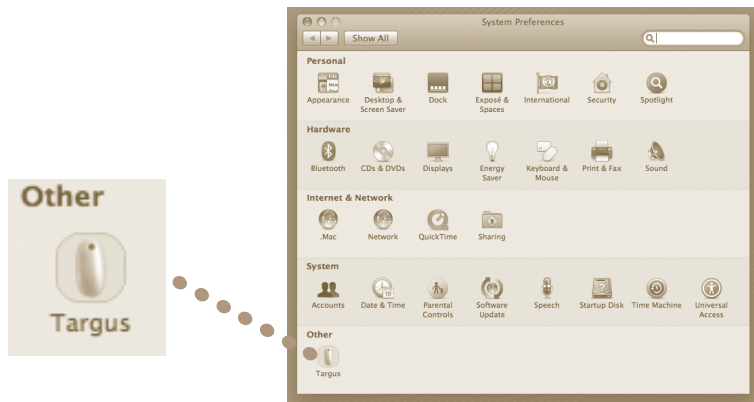 System Preferences
Show All
Personal
Appearance
Desktop &
Screen Saver
Dock
Exposé &
Spaces
International
Security
Spotlight
Hardware
Bluetooth
CDs & DVDs
Displays
Energy
Saver
Keyboard &
Mouse
Print & Fax
Sound
Internet & Network
.Mac
Network
QuickTime
Sharing
System
Accounts
Date & Time
Parental
Controls
Software
Update
Speech
Startup Disk
Time Machine
Universal
Access
Other
Targus
Other
Targus